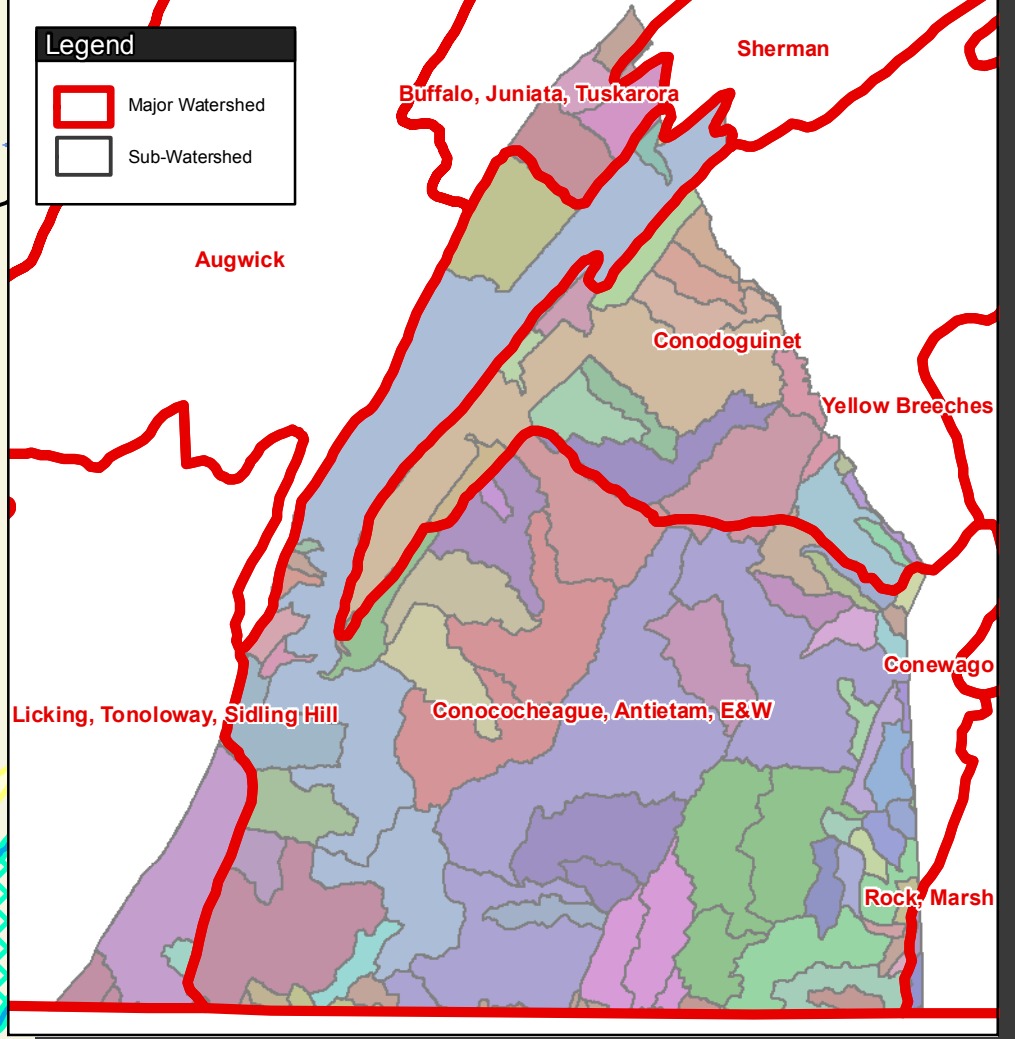 Legend
Major Watershed
Sub-Watershed
Sherman
Buffalo, Juniata, Tuskarora
Augwick
Conodoguinet
Yellow Breeches
Conewago
Licking, Tonoloway, Sidling Hill
Conococheague, Antietam, E&W
Rock, Marsh